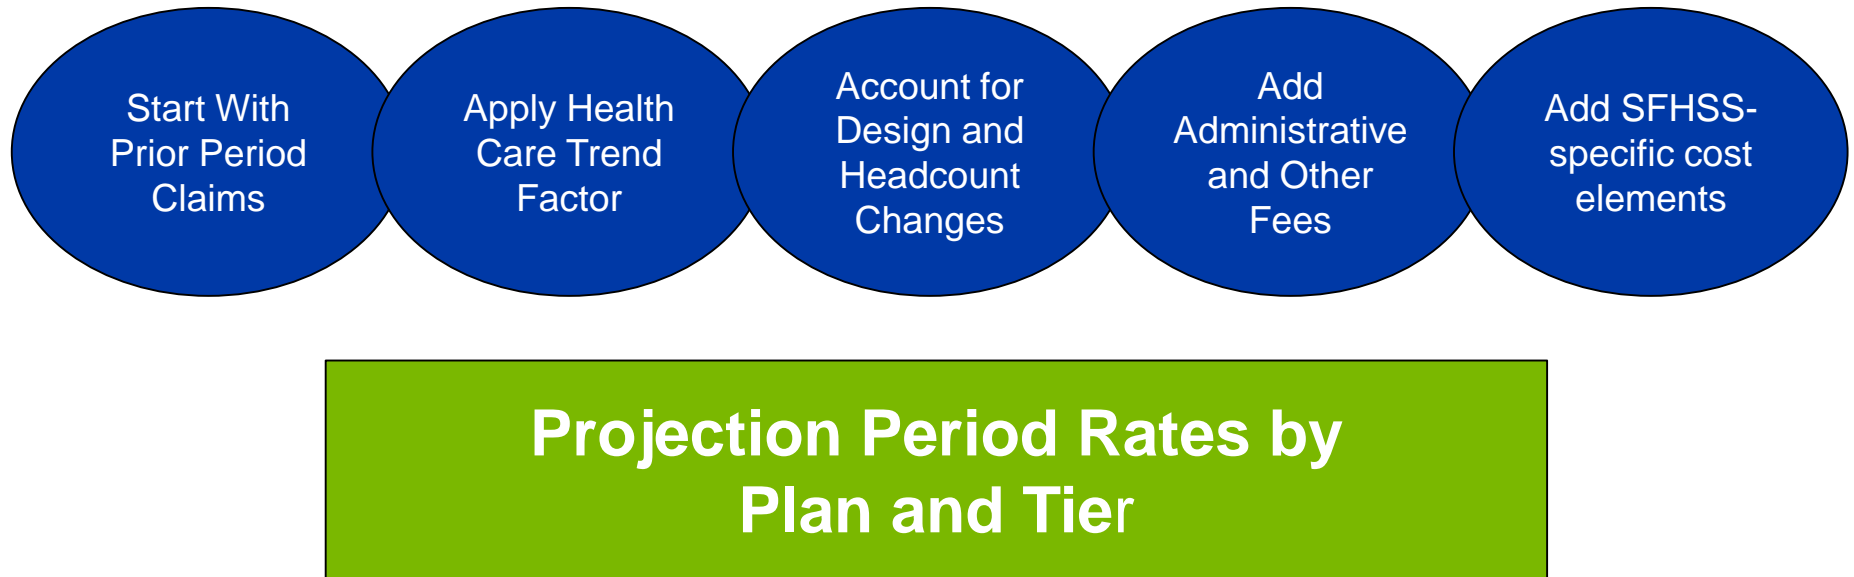 Start With
Prior Period
Claims
Apply Health
Care Trend
Factor
Account for
Design and
Headcount
Changes
Add
Administrative
and Other
Fees
Add SFHSS-
specific cost
elements
Projection Period Rates by
Plan and Tier